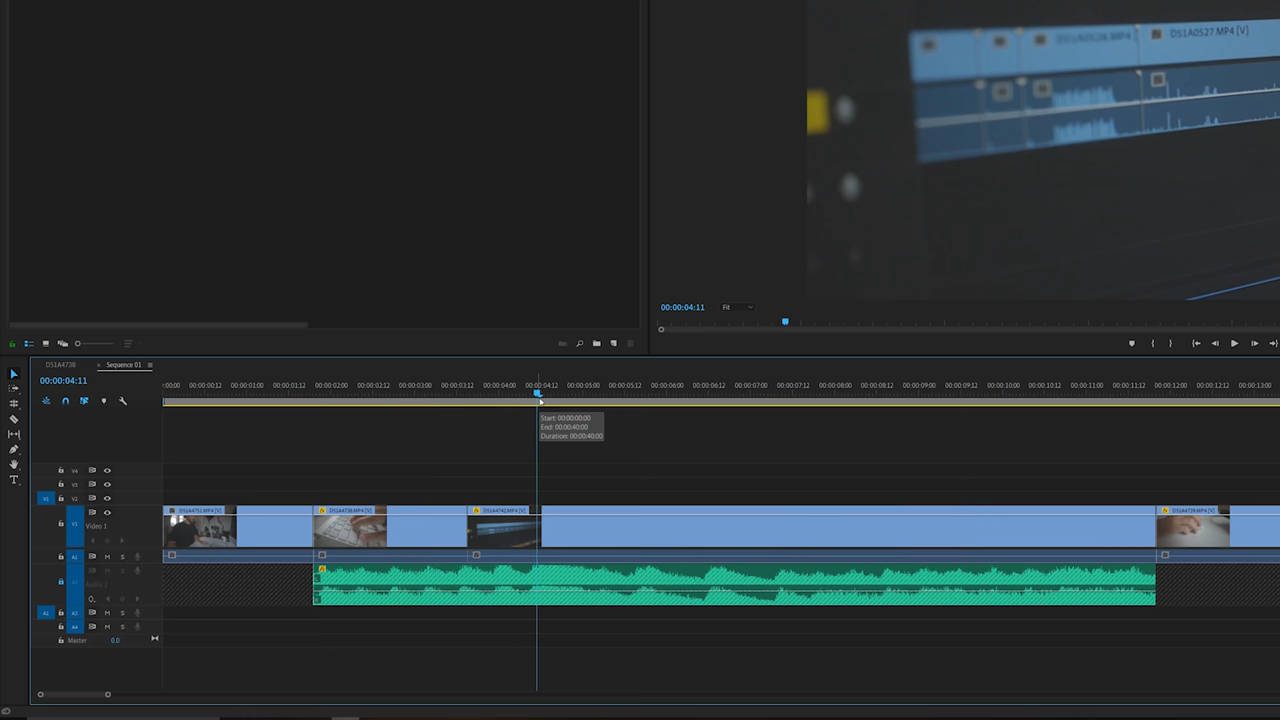 DS1A0527.MP4 [V]
00:00:04:11
Fit
DS1A4738
× Sequence 01
00:00:04:11
:00:00 00:00:00:12 00:00:01:00 00:00:01:12 00:00:02:00 00:00:02:12 00:00:03:00 00:00:03:12 00:00:04:00 00:00:04:12 00:00:05:00 00:00:05:12 00:00:06:00 00:00:06:12 00:00:07:00 00:00:07:12 00:00:08:00 00:00:08:12 00:00:09:00 00:00:09:12 00:00:10:00 00:00:10:12 00:00:11:00 00:00:11:12 00:00:12:00 00:00:12:12 00:00:13:00
Start: 00:00:00:00
End: 00:00:40:00
Duration: 00:00:40:00
V4
V3
V1 V2
DS1A4751.MP4 [V] DS1A4738.MP4 [V] DS1A4742.MP4 [V] DS1A4739.MP4 [V]
V1
Video 1
A1 M S
fx
A2 M S
Audio 2
A1 A3 M S
A4 M S
Master 0.0
T